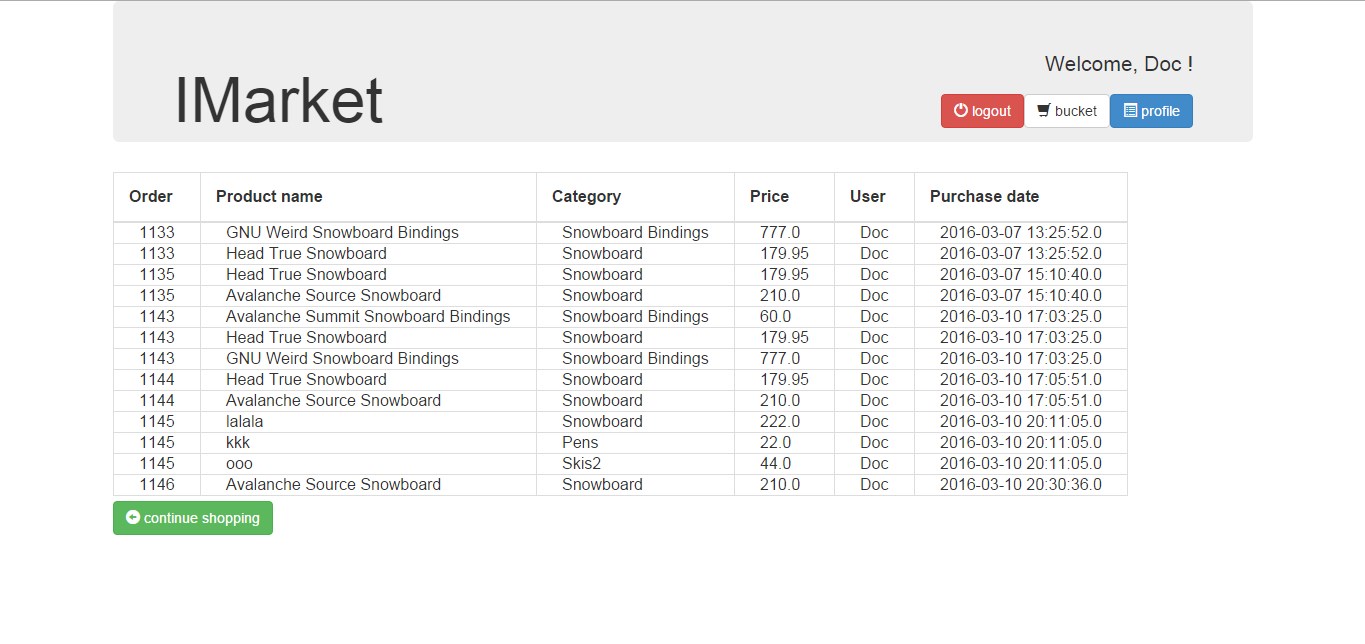 Welcome, Doc !
IMarket
logout bucket profile
Order Product name Category Price User Purchase date
1133 GNU Weird Snowboard Bindings Snowboard Bindings 777.0 Doc 2016-03-07 13:25:52.0
1133 Head True Snowboard Snowboard 179.95 Doc 2016-03-07 13:25:52.0
1135 Head True Snowboard Snowboard 179.95 Doc 2016-03-07 15:10:40.0
1135 Avalanche Source Snowboard Snowboard 210.0 Doc 2016-03-07 15:10:40.0
1143 Avalanche Summit Snowboard Bindings Snowboard Bindings 60.0 Doc 2016-03-10 17:03:25.0
1143 Head True Snowboard Snowboard 179.95 Doc 2016-03-10 17:03:25.0
1143 GNU Weird Snowboard Bindings Snowboard Bindings 777.0 Doc 2016-03-10 17:03:25.0
1144 Head True Snowboard Snowboard 179.95 Doc 2016-03-10 17:05:51.0
1144 Avalanche Source Snowboard Snowboard 210.0 Doc 2016-03-10 17:05:51.0
1145 lalala Snowboard 222.0 Doc 2016-03-10 20:11:05.0
1145 kkk Pens 22.0 Doc 2016-03-10 20:11:05.0
1145 ooo Skis2 44.0 Doc 2016-03-10 20:11:05.0
1146 Avalanche Source Snowboard Snowboard 210.0 Doc 2016-03-10 20:30:36.0
continue shopping